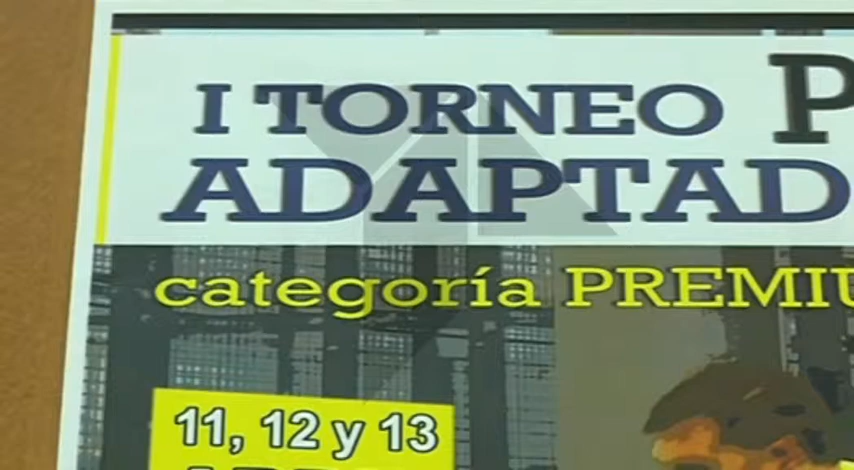 I TORNEO
ADAPTAD
categoría PREMIU
11, 12 y 13